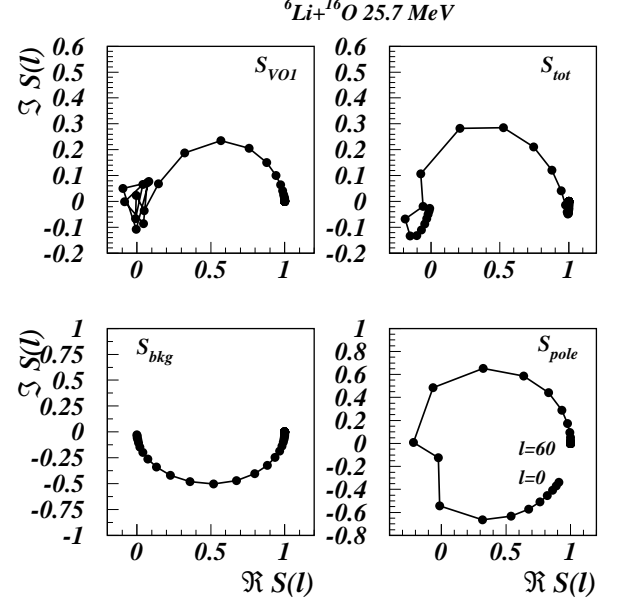 ⁶Li+¹⁶O 25.7 MeV
ℑ S(l)
0.6
0.5
0.4
0.3
0.2
0.1
0
-0.1
-0.2
S_VO1
0 0.5 1
0.6
0.5
0.4
0.3
0.2
0.1
0
-0.1
-0.2
S_tot
0 0.5 1
ℑ S(l)
1
0.75
0.5
0.25
0
-0.25
-0.5
-0.75
-1
S_bkg
0 0.5 1
ℜ S(l)
1
0.8
0.6
0.4
0.2
0
-0.2
-0.4
-0.6
-0.8
S_pole
l=60
l=0
0 0.5 1
ℜ S(l)